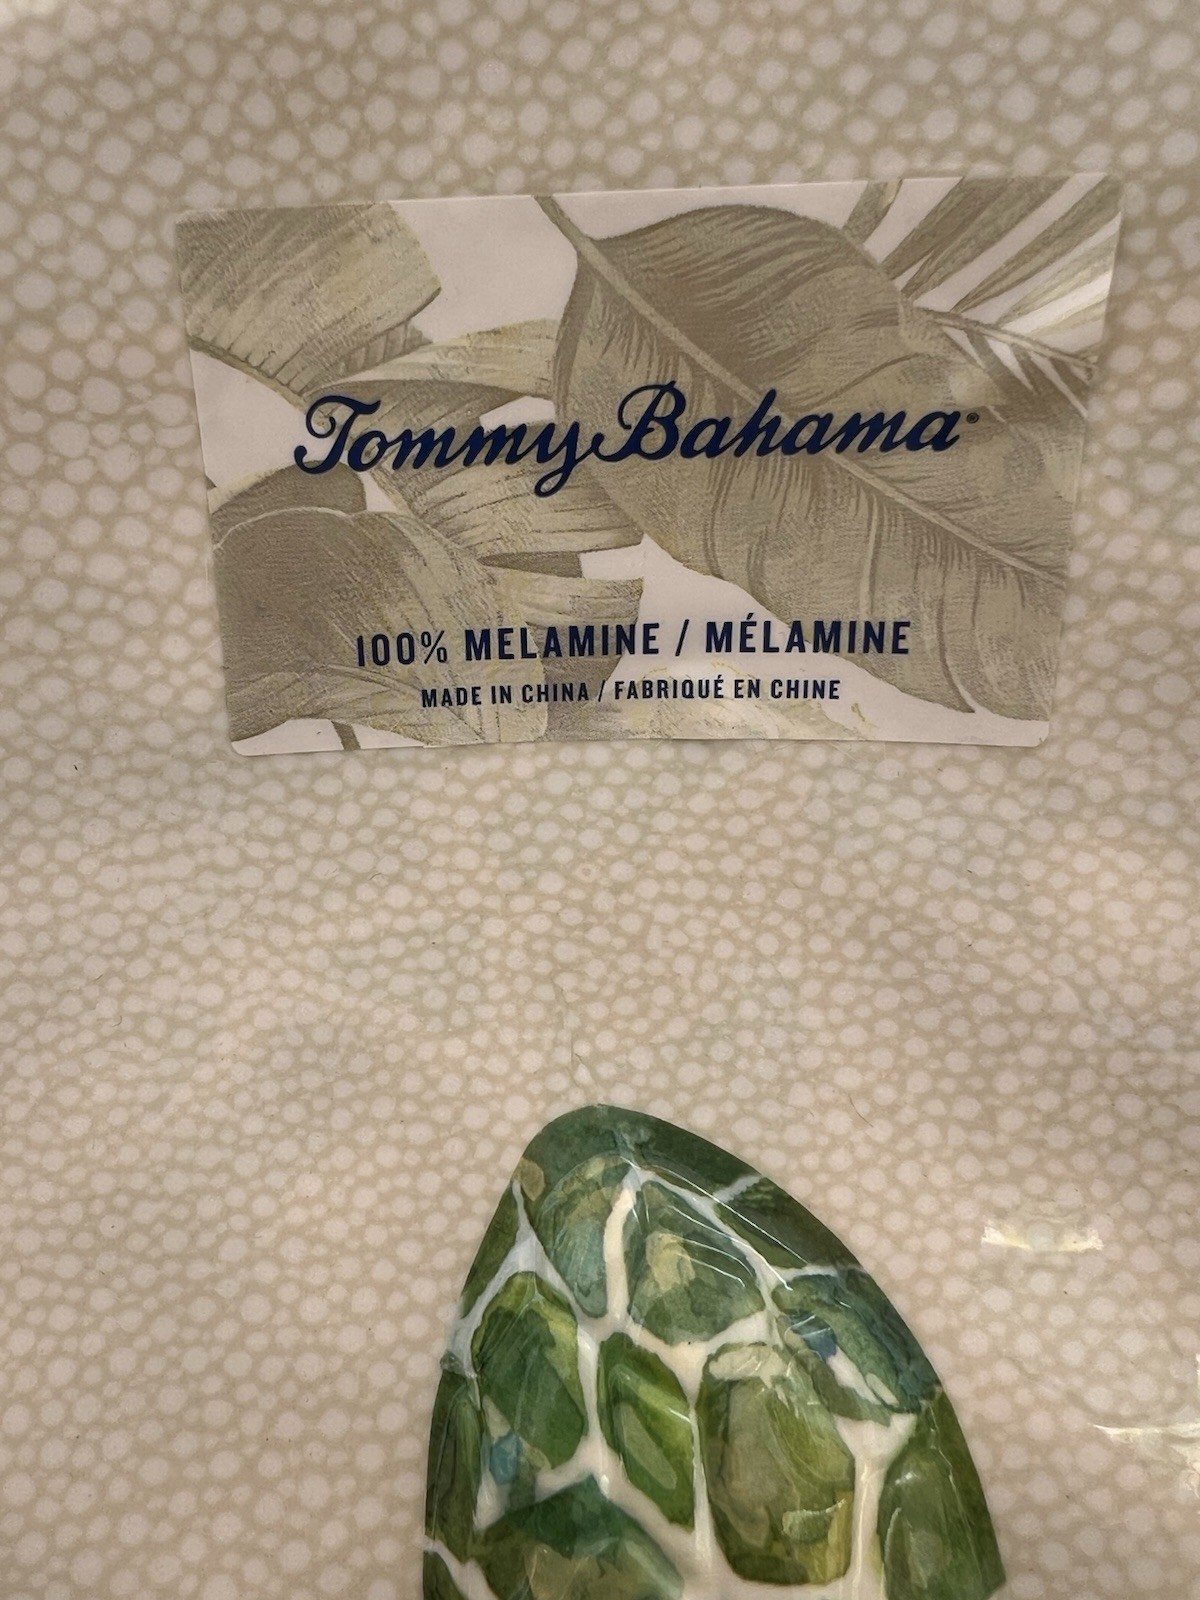 Tommy Bahama®
100% MELAMINE / MÉLAMINE
MADE IN CHINA / FABRIQUÉ EN CHINE